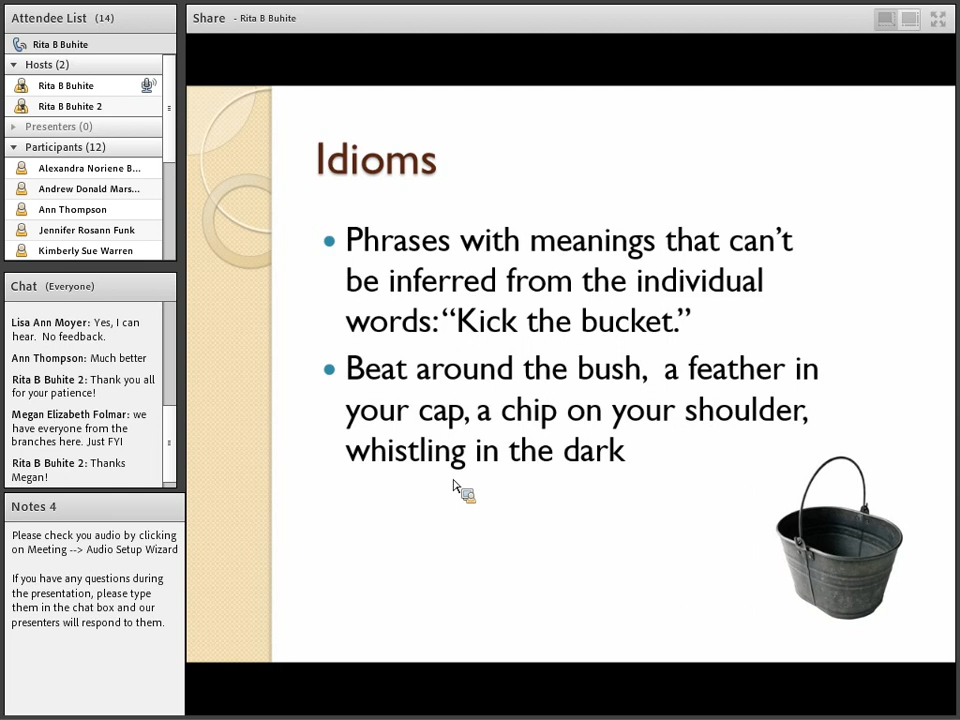 Attendee List (14)
Rita B Buhite
Hosts (2)
Rita B Buhite
Rita B Buhite 2
Presenters (0)
Participants (12)
Alexandra Noriene B...
Andrew Donald Mars...
Ann Thompson
Jennifer Rosann Funk
Kimberly Sue Warren
Chat (Everyone)
Lisa Ann Moyer: Yes, I can
hear. No feedback.
Ann Thompson: Much better
Rita B Buhite 2: Thank you all
for your patience!
Megan Elizabeth Folmar: we
have everyone from the
branches here. Just FYI
Rita B Buhite 2: Thanks
Megan!
Notes 4
Please check you audio by clicking
on Meeting --> Audio Setup Wizard
If you have any questions during
the presentation, please type
them in the chat box and our
presenters will respond to them.
Share - Rita B Buhite
Idioms
• Phrases with meanings that can't
be inferred from the individual
words: “Kick the bucket.”
• Beat around the bush, a feather in
your cap, a chip on your shoulder,
whistling in the dark